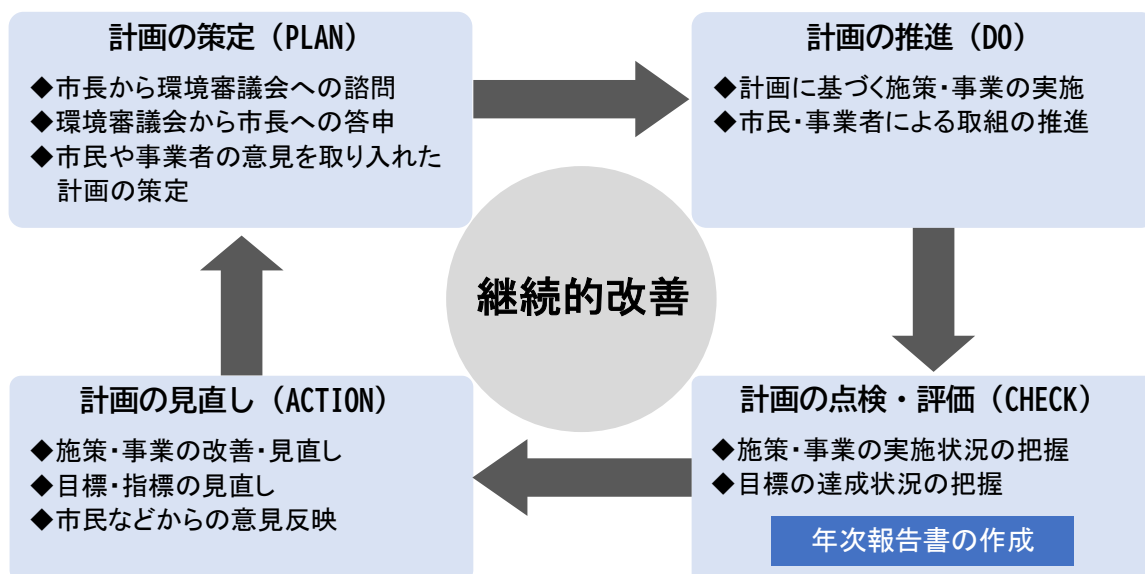 計画の策定（PLAN）
◆市長から環境審議会への諮問
◆環境審議会から市長への答申
◆市民や事業者の意見を取り入れた
計画の策定
計画の推進（DO）
◆計画に基づく施策・事業の実施
◆市民・事業者による取組の推進
継続的改善
計画の見直し（ACTION）
◆施策・事業の改善・見直し
◆目標・指標の見直し
◆市民などからの意見反映
計画の点検・評価（CHECK）
◆施策・事業の実施状況の把握
◆目標の達成状況の把握
年次報告書の作成